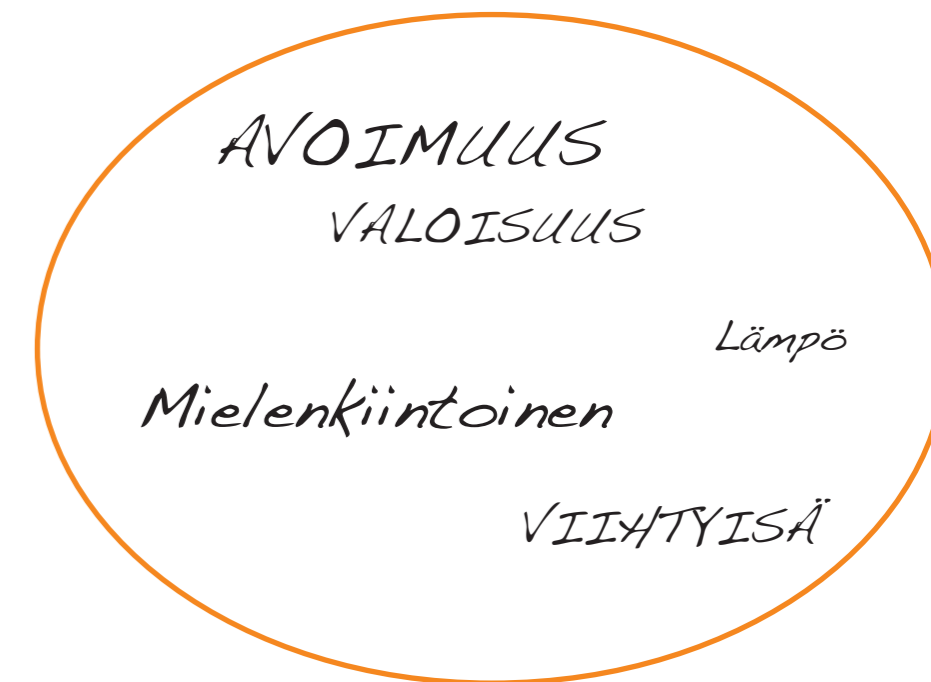 AVOIMUUS
VALOISUUS
Lämpö
Mielenkiintoinen
VIIHTYISÄ